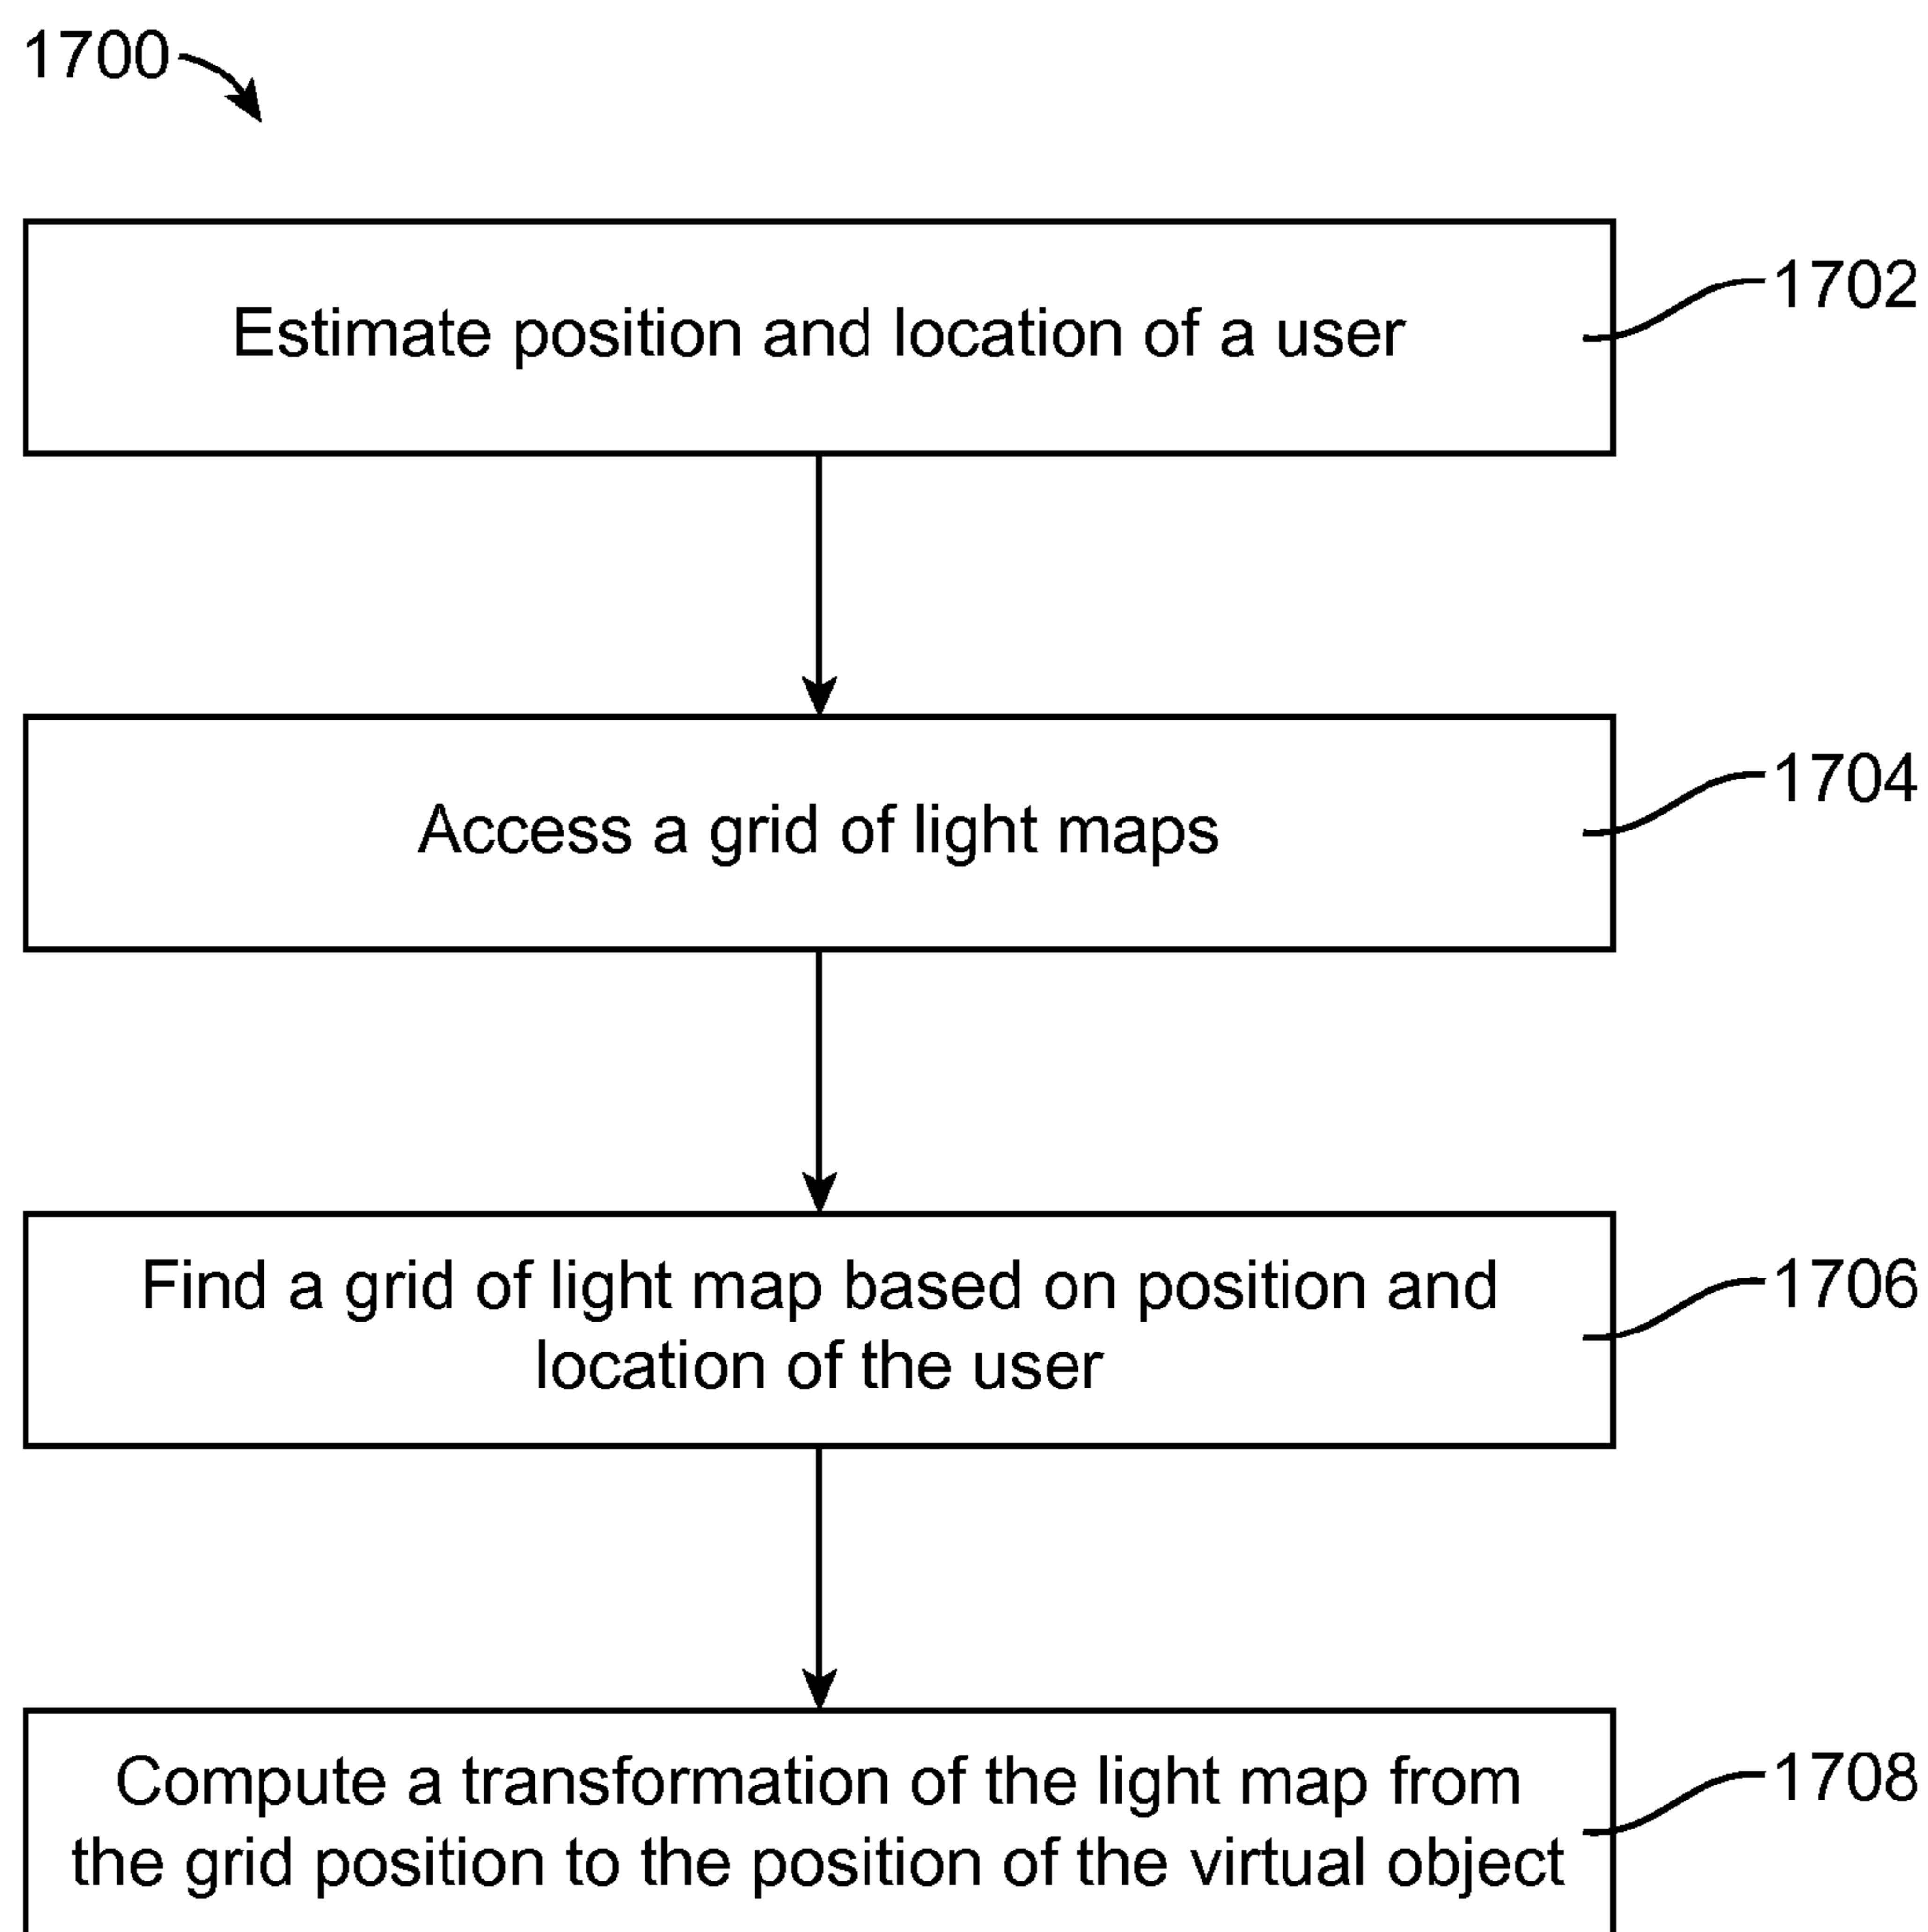 1700
Estimate position and location of a user
1702
Access a grid of light maps
1704
Find a grid of light map based on position and
location of the user
1706
Compute a transformation of the light map from
the grid position to the position of the virtual object
1708